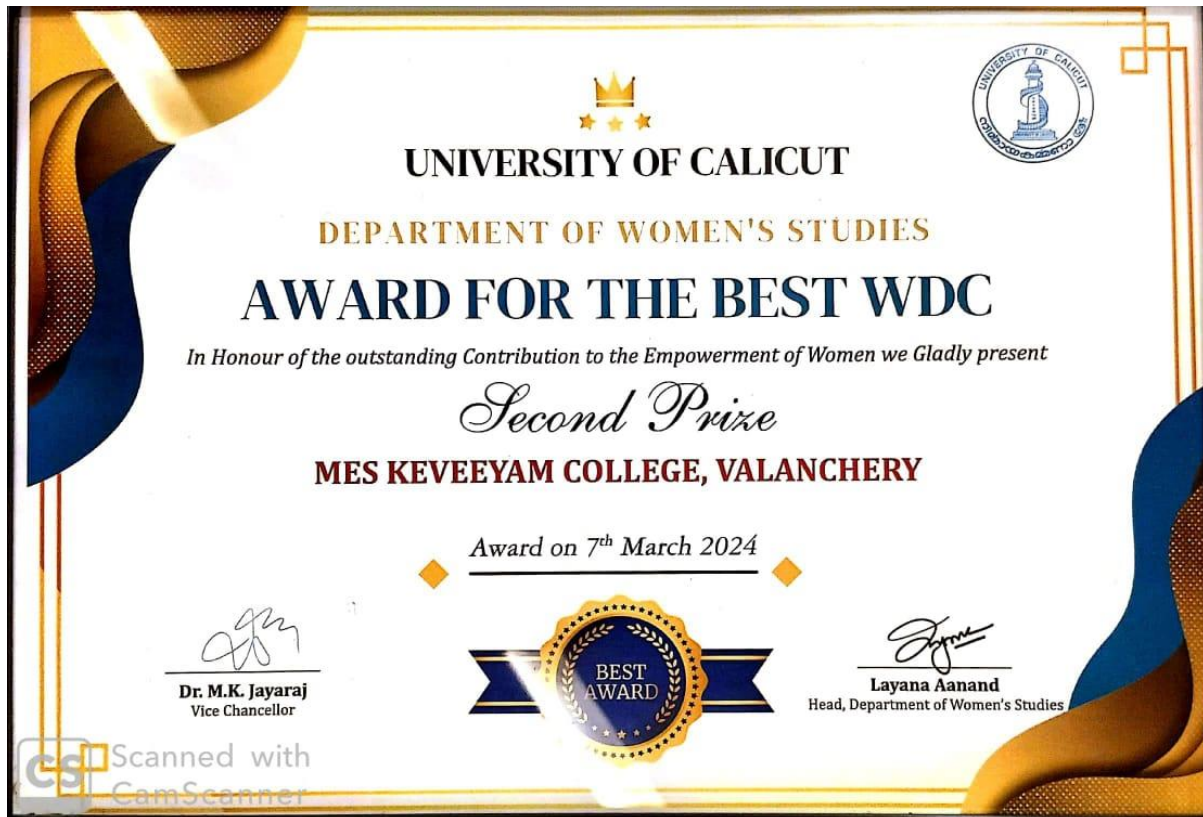 UNIVERSITY OF CALICUT
UNIVERSITY OF CALICUT
DEPARTMENT OF WOMEN'S STUDIES
AWARD FOR THE BEST WDC
In Honour of the outstanding Contribution to the Empowerment of Women we Gladly present
Second Prize
MES KEVEEYAM COLLEGE, VALANCHERY
Award on 7th March 2024
BEST
AWARD
Dr. M.K. Jayaraj
Vice Chancellor
Layana Aanand
Head, Department of Women's Studies
CS Scanned with
CamScanner